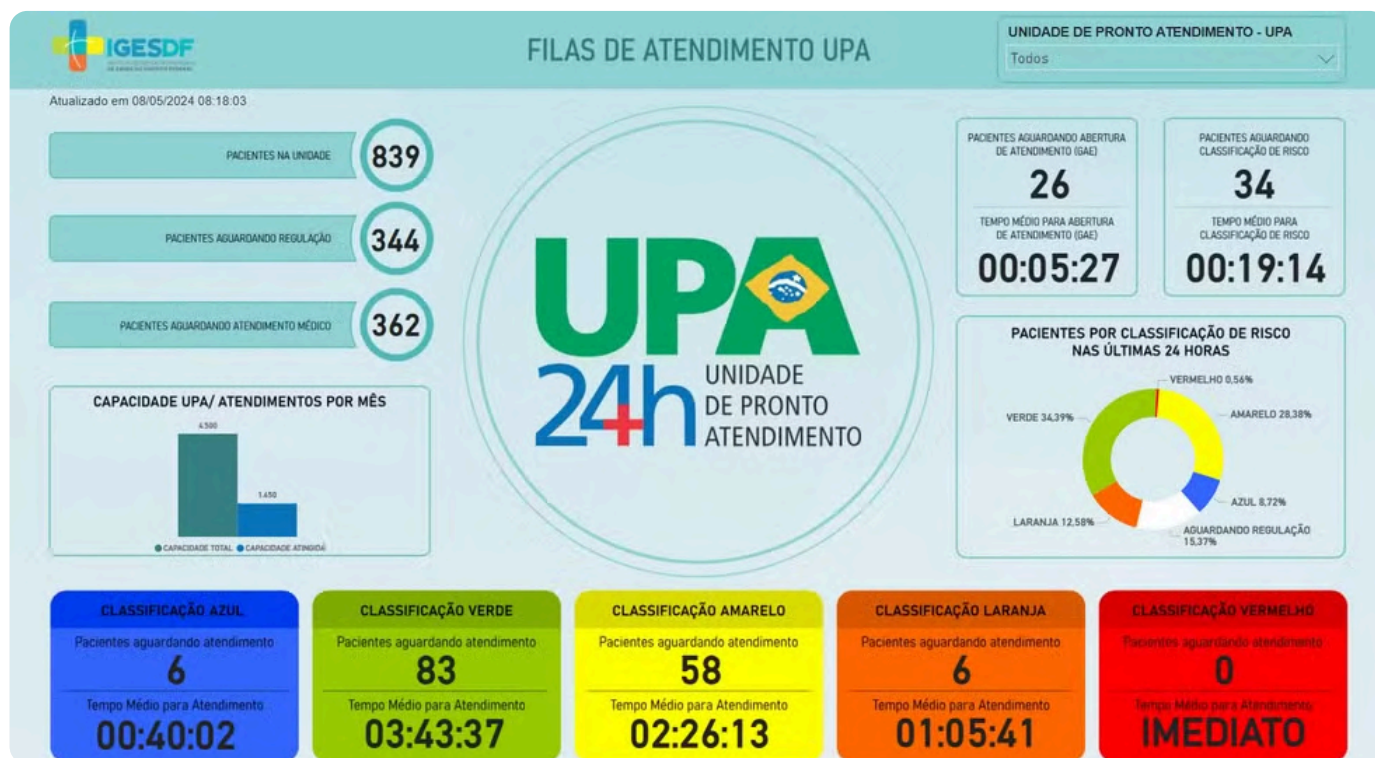 IGESDF
FILAS DE ATENDIMENTO UPA
UNIDADE DE PRONTO ATENDIMENTO - UPA
Todos
Atualizado em 08/05/2024 08:18:03
PACIENTES NA UNIDADE
839
PACIENTES AGUARDANDO REGULAÇÃO
344
PACIENTES AGUARDANDO ATENDIMENTO MÉDICO
362
CAPACIDADE UPA/ ATENDIMENTOS POR MÊS
4.500
1.450
CAPACIDADE TOTAL
CAPACIDADE ATINGIDA
UPA
24h
UNIDADE
DE PRONTO
ATENDIMENTO
PACIENTES AGUARDANDO ABERTURA
DE ATENDIMENTO (GAE)
26
TEMPO MÉDIO PARA ABERTURA
DE ATENDIMENTO (GAE)
00:05:27
PACIENTES AGUARDANDO
CLASSIFICAÇÃO DE RISCO
34
TEMPO MÉDIO PARA
CLASSIFICAÇÃO DE RISCO
00:19:14
PACIENTES POR CLASSIFICAÇÃO DE RISCO
NAS ÚLTIMAS 24 HORAS
VERMELHO 0,56%
VERDE 34,39%
AMARELO 28,38%
AZUL 8,72%
LARANJA 12,58%
AGUARDANDO REGULAÇÃO
15,37%
CLASSIFICAÇÃO AZUL
Pacientes aguardando atendimento
6
Tempo Médio para Atendimento
00:40:02
CLASSIFICAÇÃO VERDE
Pacientes aguardando atendimento
83
Tempo Médio para Atendimento
03:43:37
CLASSIFICAÇÃO AMARELO
Pacientes aguardando atendimento
58
Tempo Médio para Atendimento
02:26:13
CLASSIFICAÇÃO LARANJA
Pacientes aguardando atendimento
6
Tempo Médio para Atendimento
01:05:41
CLASSIFICAÇÃO VERMELHO
Pacientes aguardando atendimento
0
Tempo Médio para Atendimento
IMEDIATO